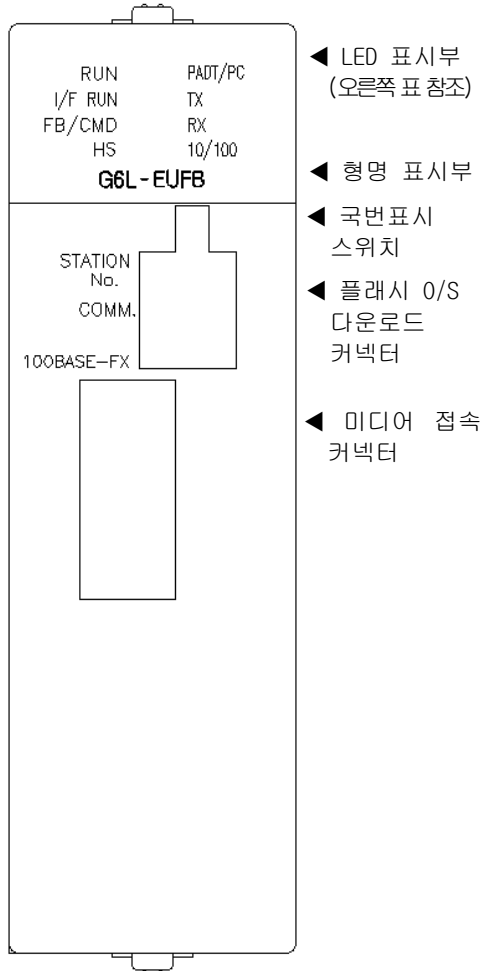 RUN PADT/PC
I/F RUN TX
FB/CMD RX
HS 10/100
G6L-EUFB
STATION
No.
COMM.
100BASE-FX
◀ LED 표시부
(오른쪽 표 참조)
◀ 형명 표시부
◀ 국번표시
스위치
◀ 플래시 O/S
다운로드
커넥터
◀ 미디어 접속
커넥터